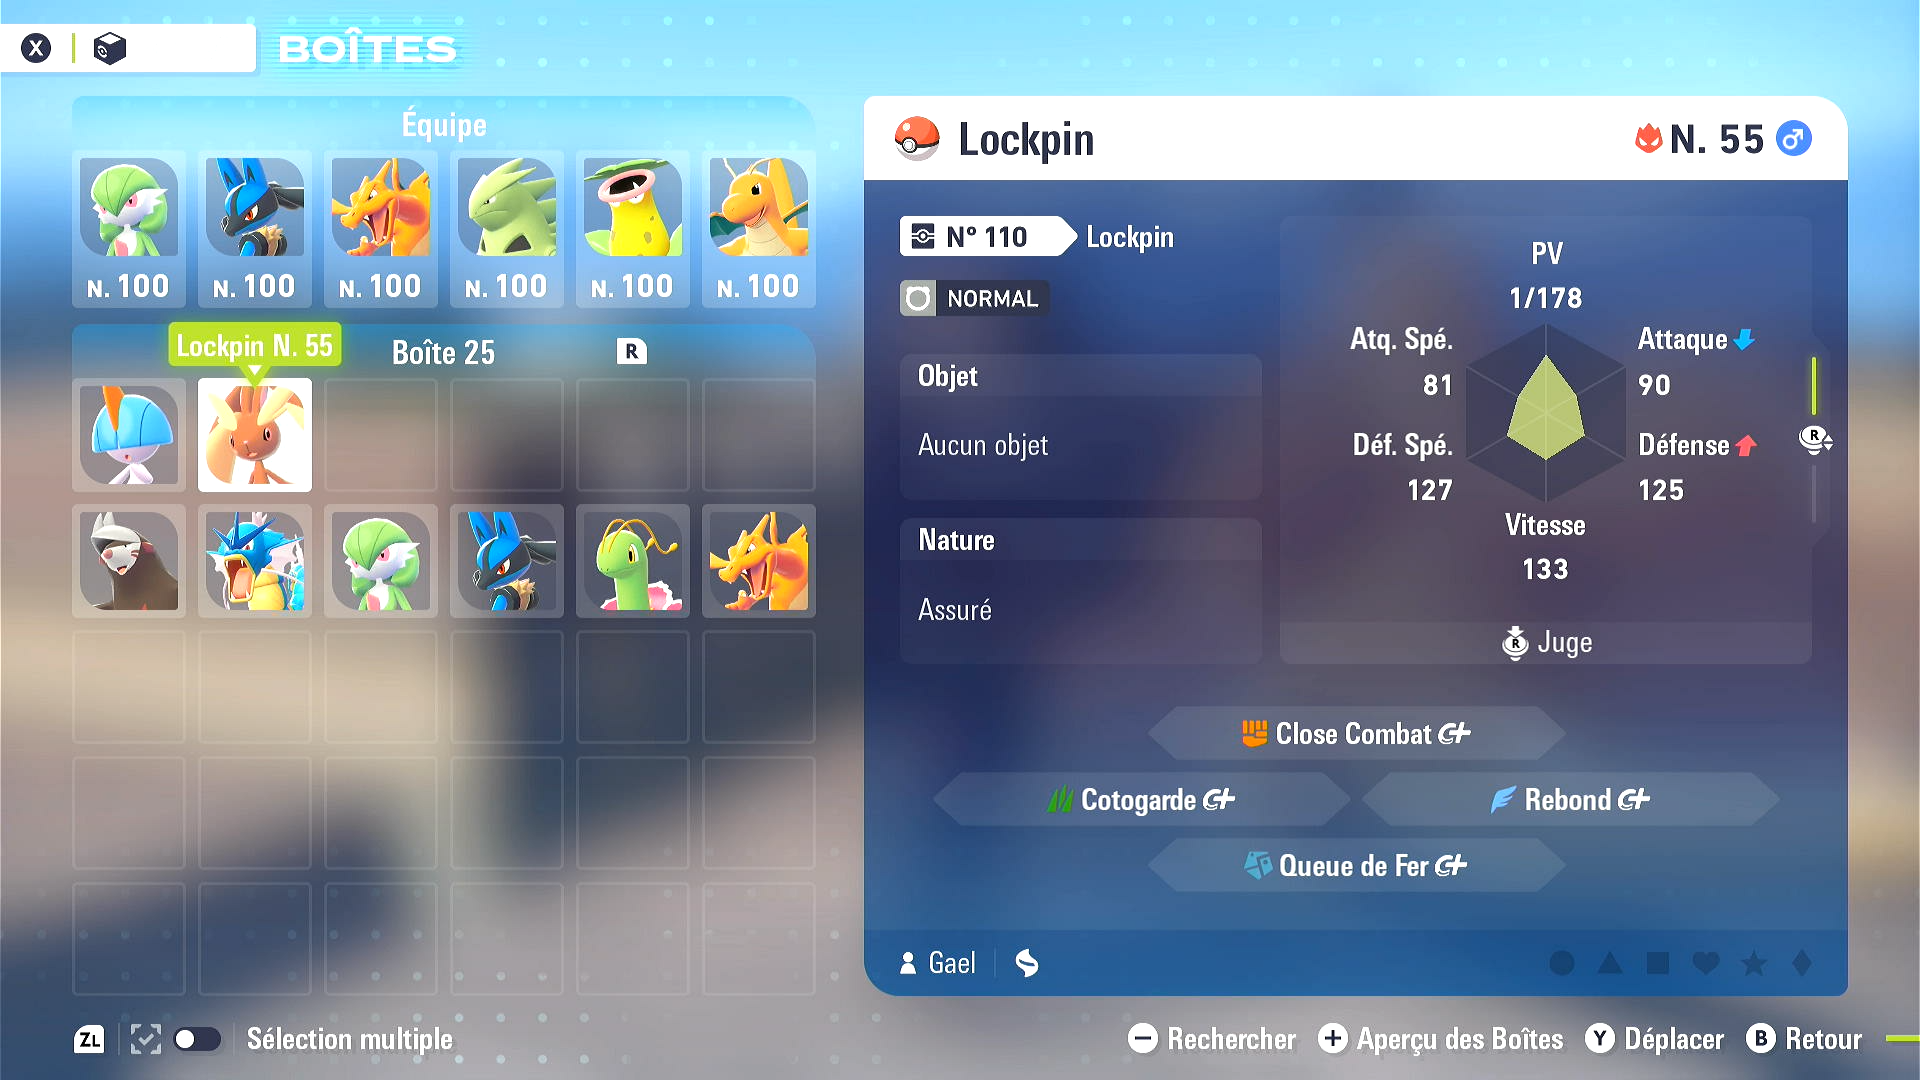 X
BOÎTES
Équipe
N. 100
N. 100
N. 100
N. 100
N. 100
N. 100
Lockpin N. 55
Boîte 25
R
Lockpin
N. 55
N° 110
Lockpin
NORMAL
Objet
Aucun objet
Nature
Assuré
PV
1/178
Atq. Spé.
81
Attaque
90
Déf. Spé.
127
Défense
125
Vitesse
133
R
R Juge
Close Combat +
Cotogarde +
Rebond +
Queue de Fer +
Gael
ZL
Sélection multiple
Rechercher
Aperçu des Boîtes
Y Déplacer
B Retour